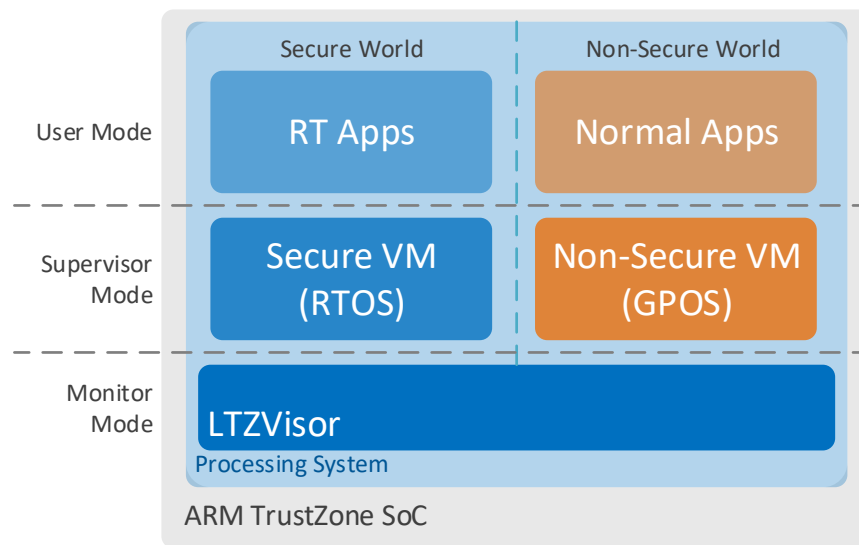 Secure World
Non-Secure World
User Mode
RT Apps
Normal Apps
Supervisor
Mode
Secure VM
(RTOS)
Non-Secure VM
(GPOS)
Monitor
Mode
LTZVisor
Processing System
ARM TrustZone SoC